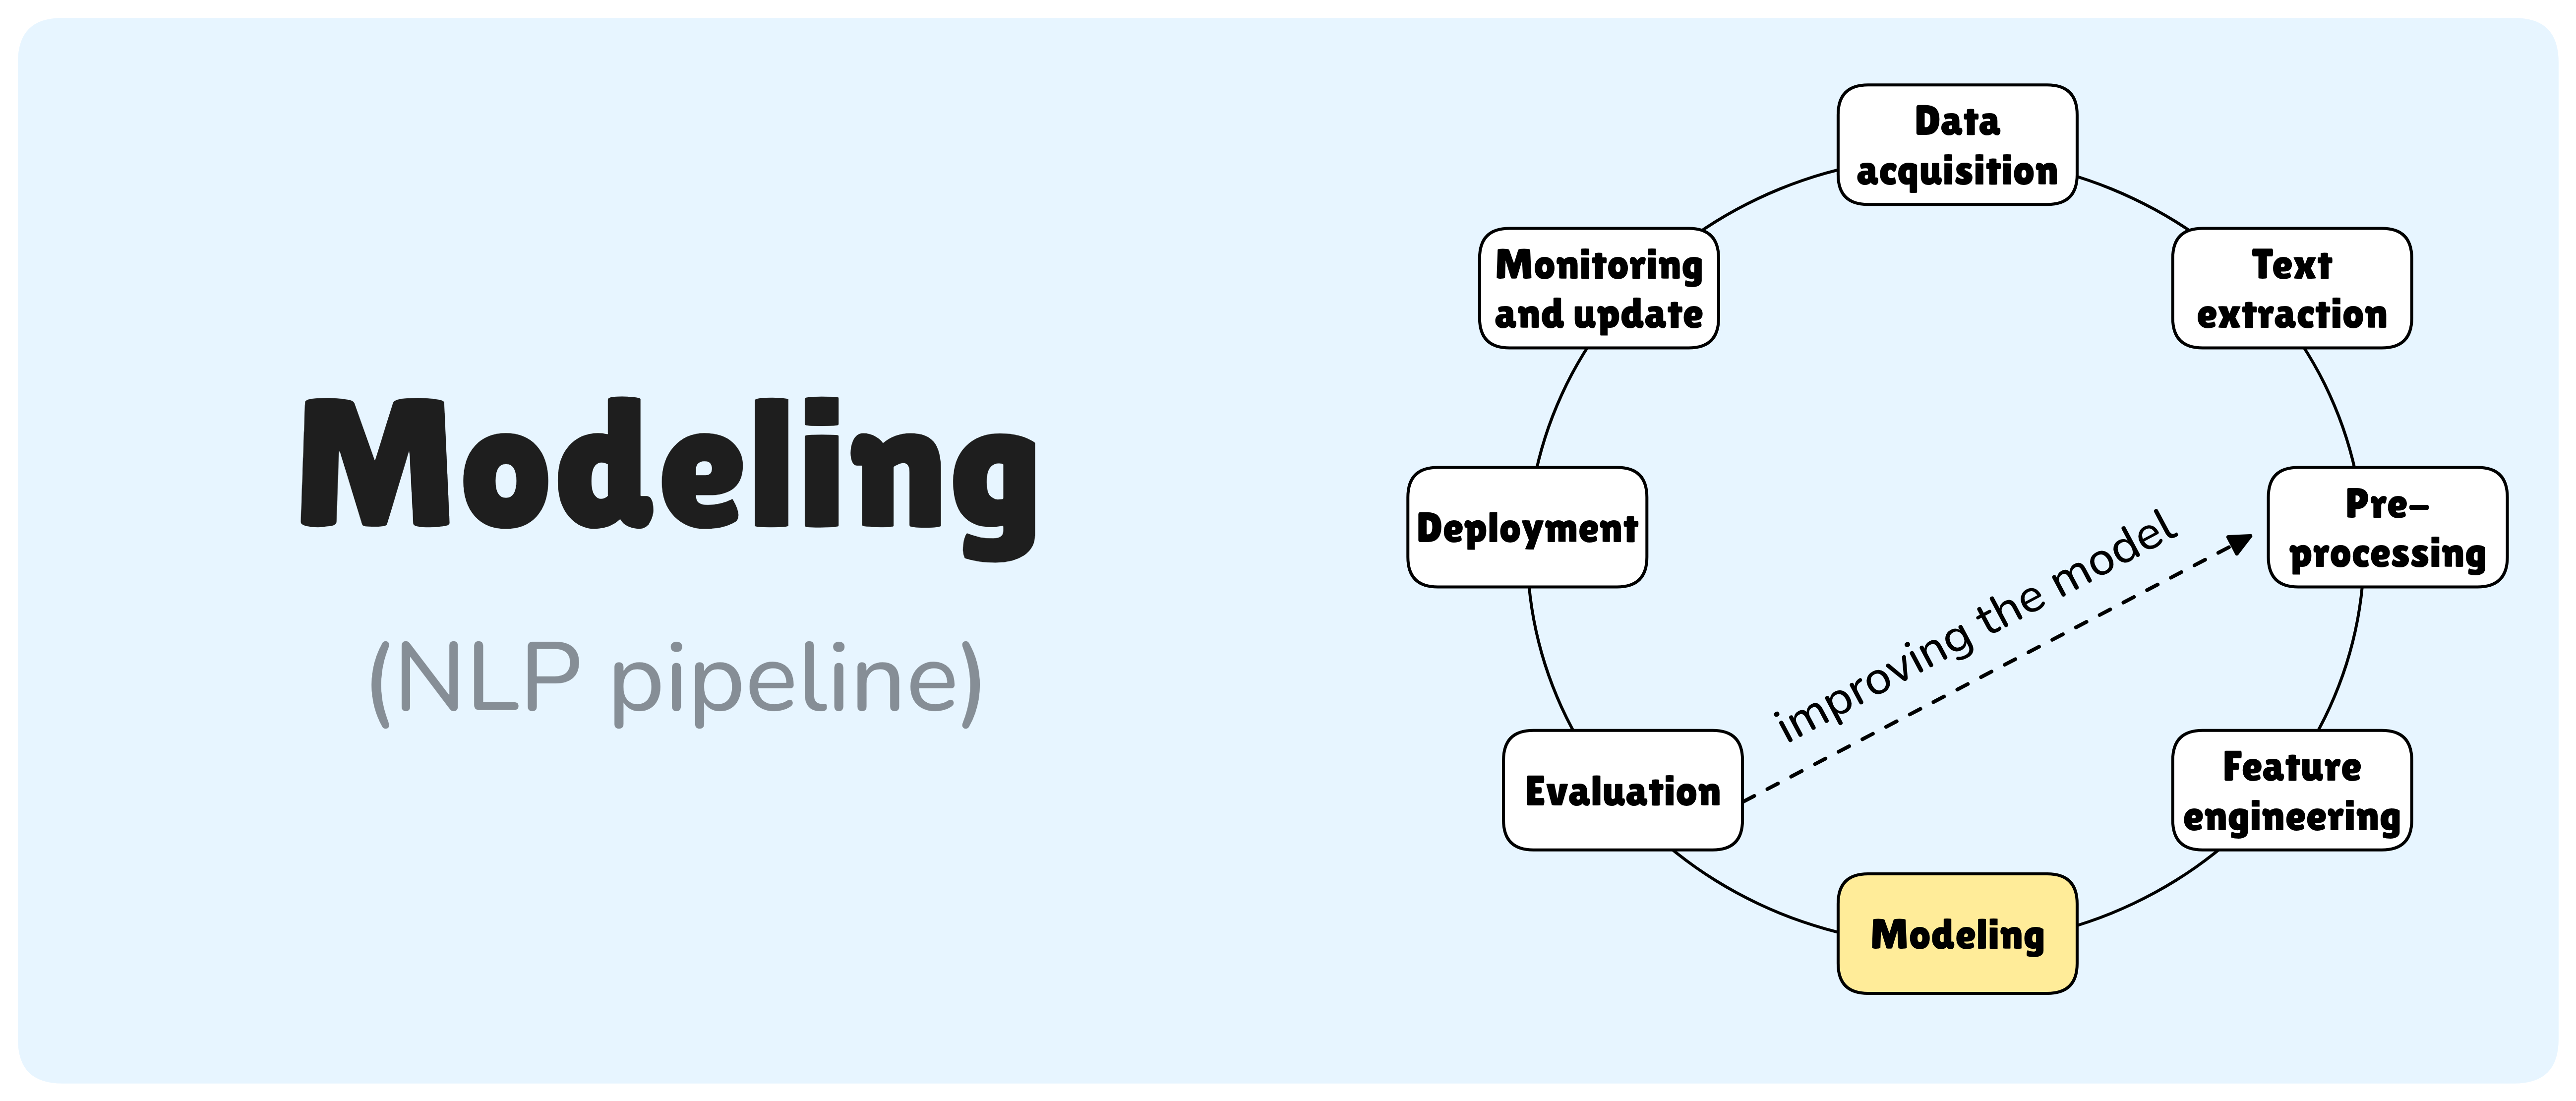 Modeling
(NLP pipeline)
Data
acquisition
Text
extraction
Pre-
processing
Feature
engineering
Modeling
Evaluation
Deployment
Monitoring
and update
improving the model